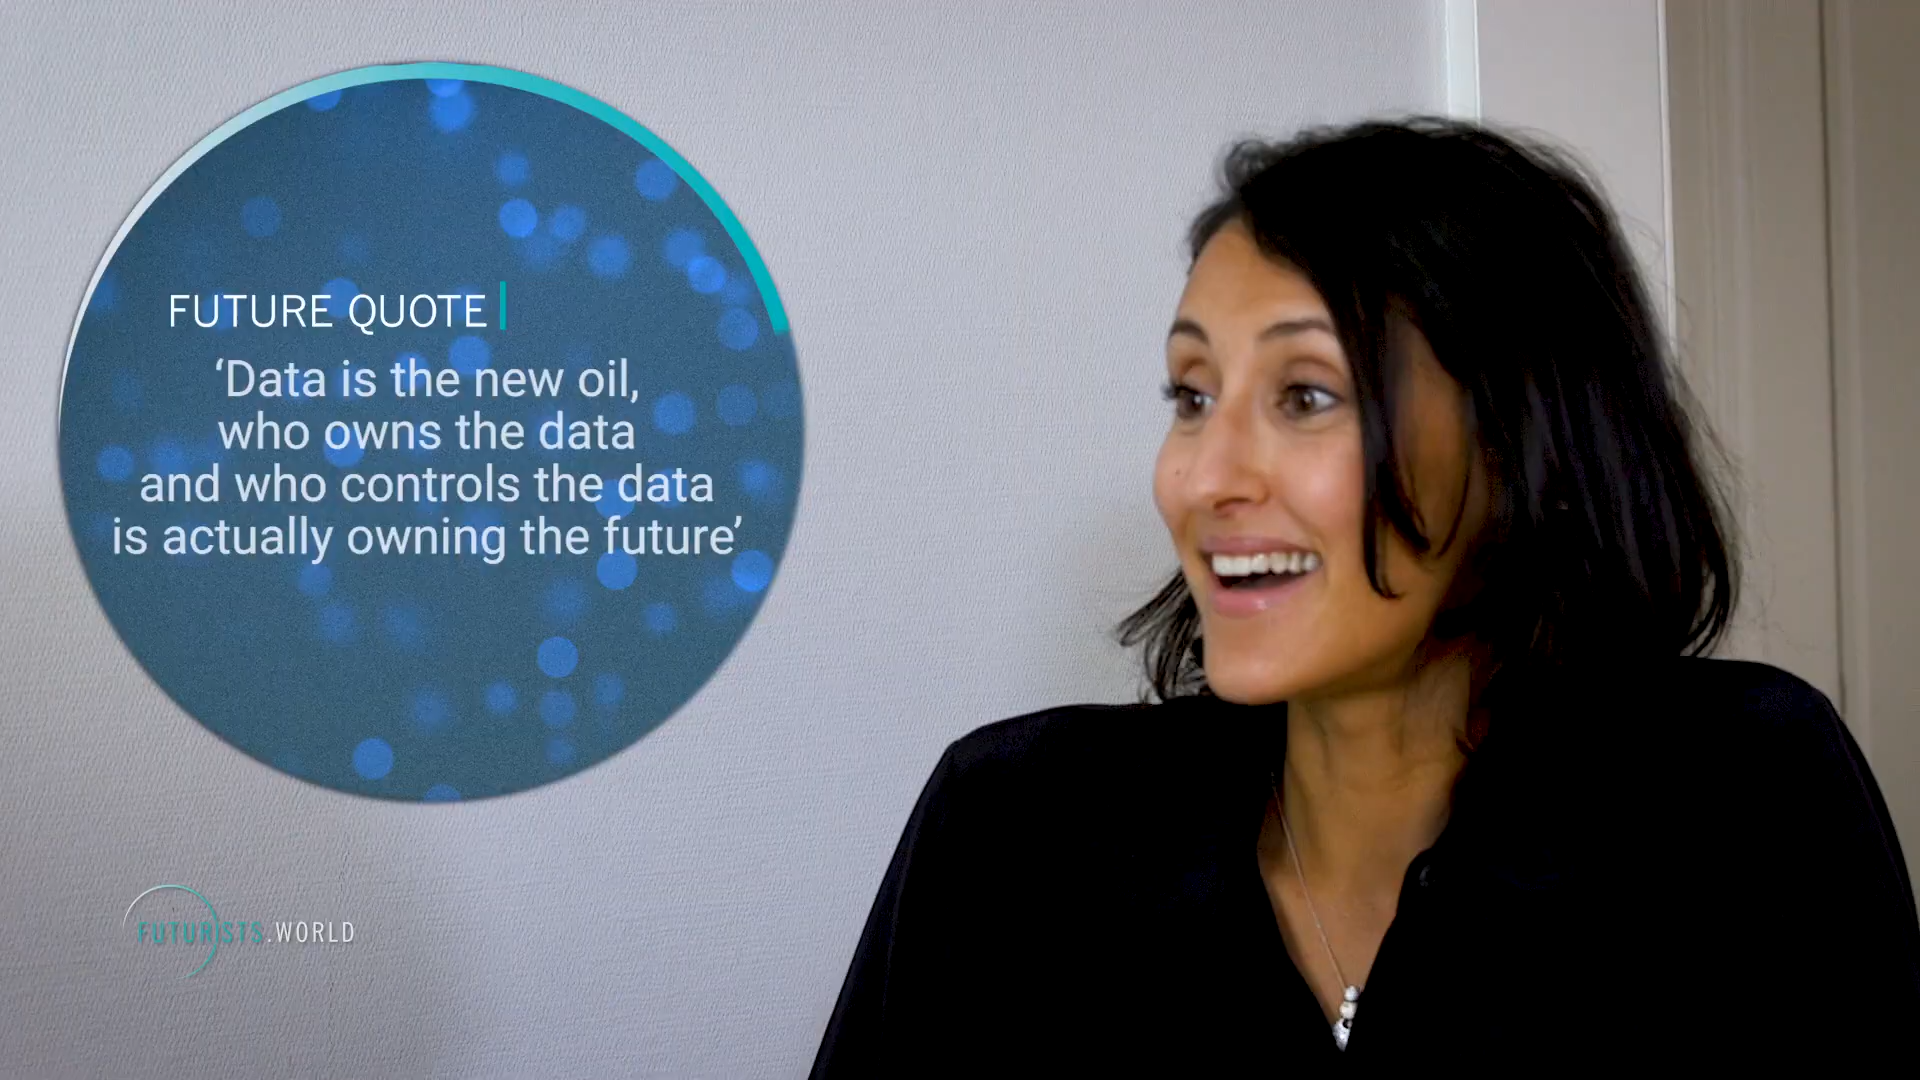 FUTURE QUOTE
‘Data is the new oil,
who owns the data
and who controls the data
is actually owning the future’
FUTURISTS.WORLD